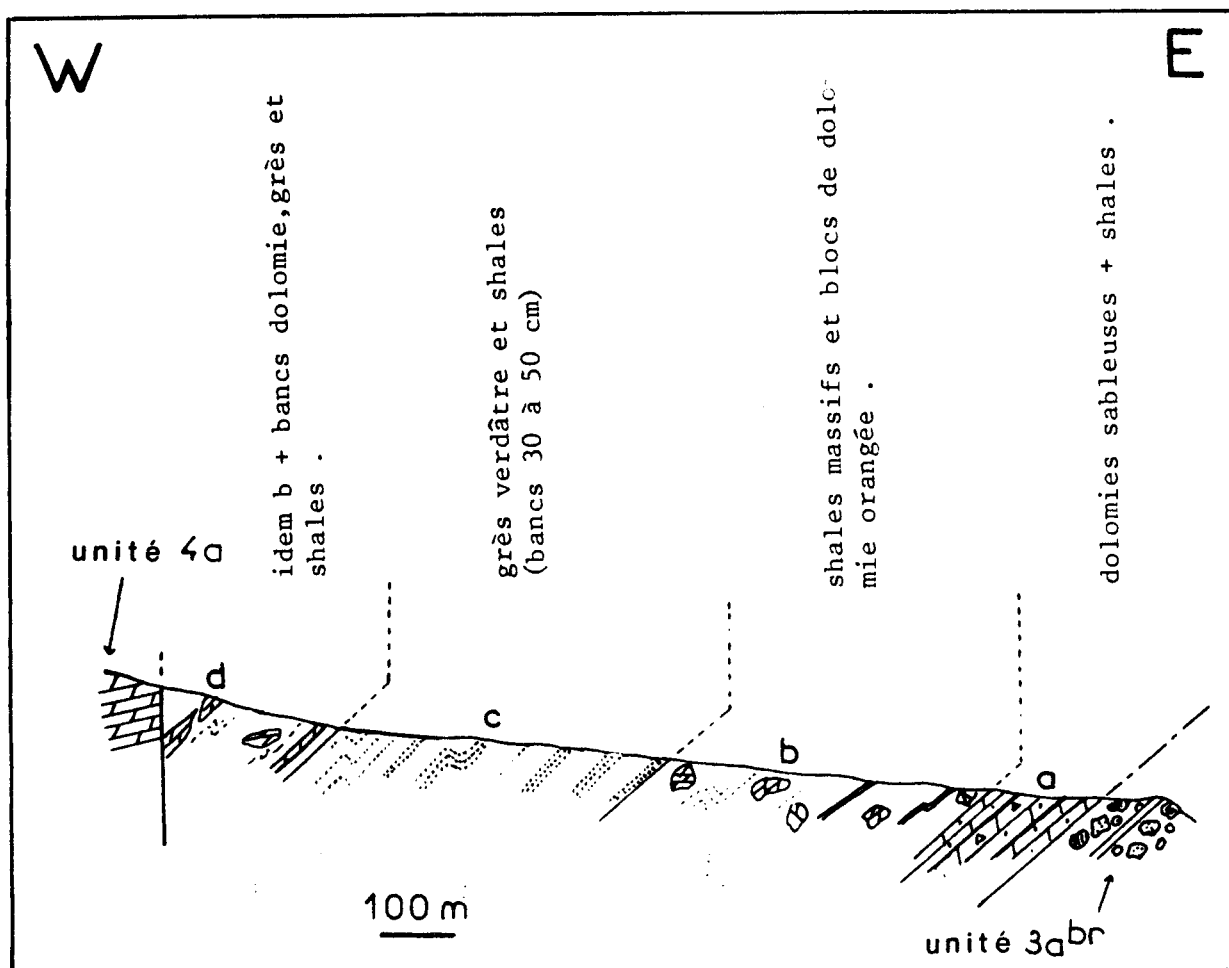 W
E
idem b + bancs dolomie,grès et
shales .
grès verdâtre et shales
(bancs 30 à 50 cm)
shales massifs et blocs de dolo-
mie orangée .
dolomies sableuses + shales .
unité 4a
d
c
b
a
100 m
unité 3a br